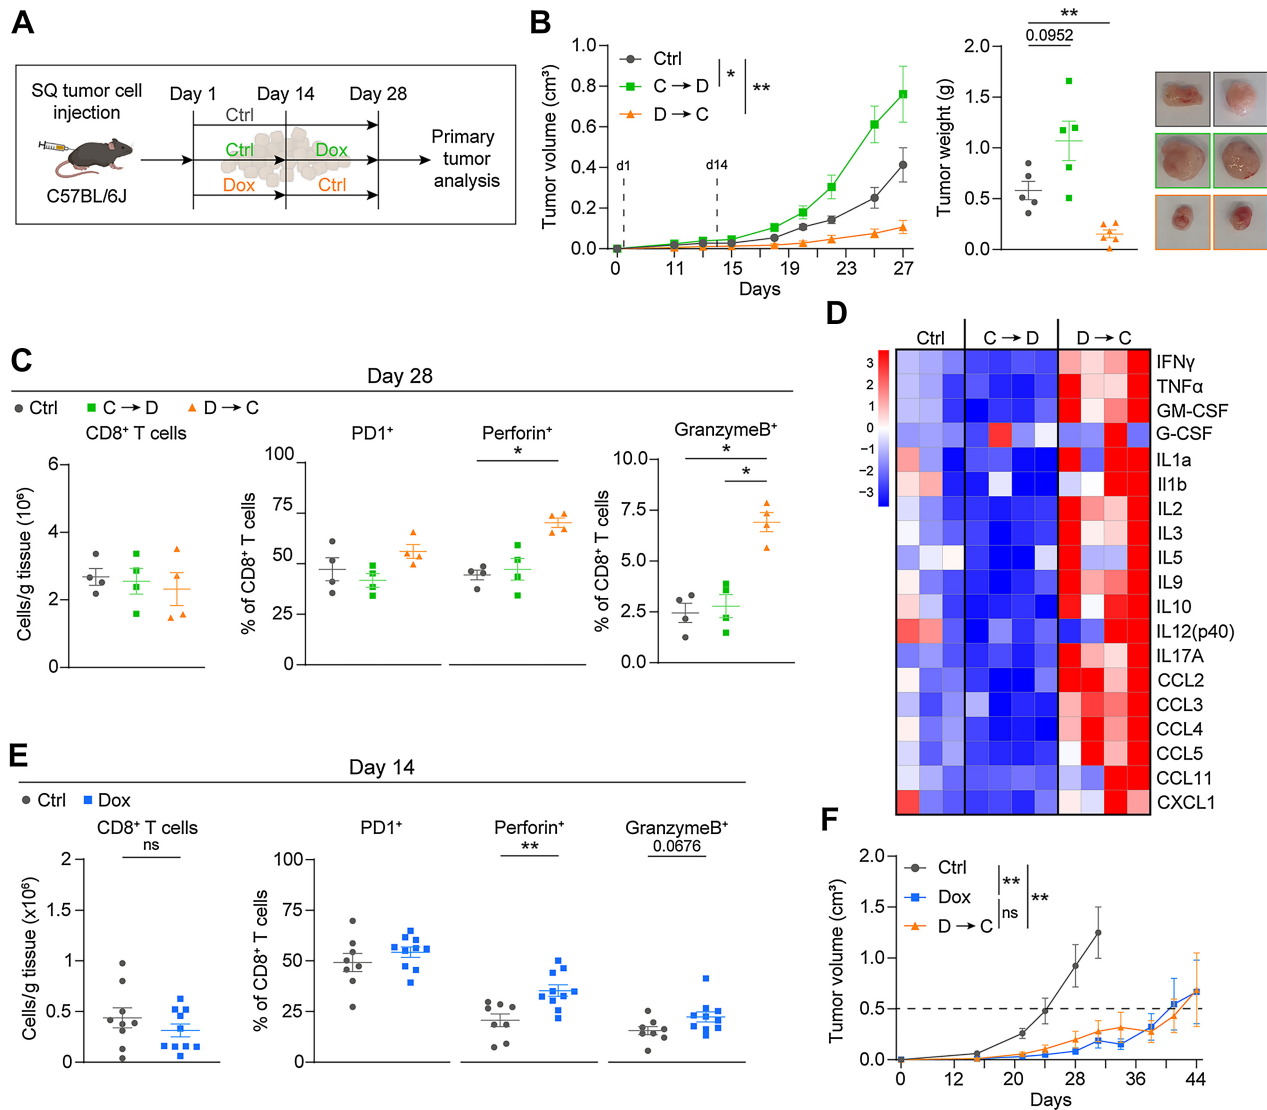 A
SQ tumor cell
injection
C57BL/6J
Day 1
Day 14
Day 28
Ctrl
Ctrl
Dox
Dox
Ctrl
Primary
tumor
analysis
B
Tumor volume (cm³)
1.0
0.8
0.6
0.4
0.2
0.0
Ctrl
C → D
D → C
*
**
d1
d14
0
11
15
19
23
27
Days
Tumor weight (g)
2.0
1.5
1.0
0.5
0.0
**
0.0952
C
Day 28
Ctrl
C → D
D → C
CD8⁺ T cells
Cells/g tissue (10⁶)
6
4
2
0
PD1⁺
% of CD8⁺ T cells
100
75
50
25
0
Perforin⁺
*
GranzymeB⁺
% of CD8⁺ T cells
10.0
7.5
5.0
2.5
0.0
*
*
D
3
2
1
0
−1
−2
−3
Ctrl
C → D
D → C
IFNγ
TNFα
GM-CSF
G-CSF
IL1a
Il1b
IL2
IL3
IL5
IL9
IL10
IL12(p40)
IL17A
CCL2
CCL3
CCL4
CCL5
CCL11
CXCL1
E
Day 14
Ctrl
Dox
CD8⁺ T cells
ns
Cells/g tissue (x10⁶)
2
1.5
1
0.5
0
PD1⁺
% of CD8⁺ T cells
100
75
50
25
0
Perforin⁺
**
GranzymeB⁺
0.0676
F
Tumor volume (cm³)
2.0
1.5
1.0
0.5
0.0
Ctrl
Dox
D → C
**
ns
**
0
12
20
28
36
44
Days